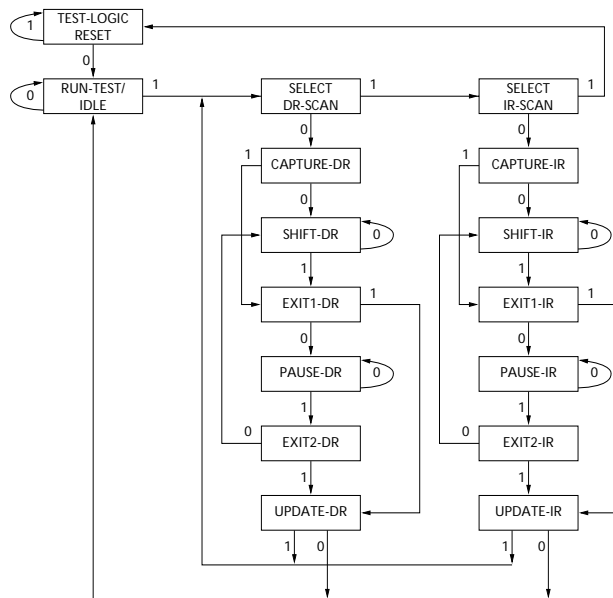 TEST-LOGIC
RESET
1
0
RUN-TEST/
IDLE
0
1
SELECT
DR-SCAN
1
SELECT
IR-SCAN
1
0
0
1
CAPTURE-DR
1
CAPTURE-IR
0
0
SHIFT-DR
0
SHIFT-IR
0
1
1
EXIT1-DR
1
EXIT1-IR
1
0
0
PAUSE-DR
0
PAUSE-IR
0
1
1
0
EXIT2-DR
0
EXIT2-IR
1
1
UPDATE-DR
UPDATE-IR
1
0
1
0